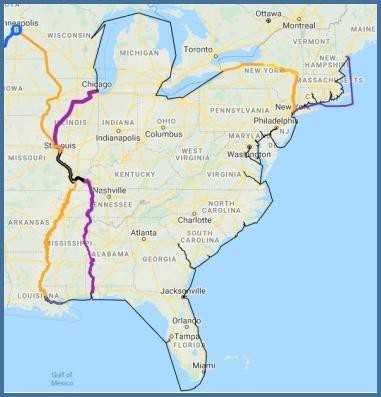 MINNEAPOLIS
B
WISCONSIN
MICHIGAN
Ottawa
Montreal
MAINE
VERMONT
NEW
HAMPSHIRE
MASSACHUSETTS
Toronto
NEW YORK
Chicago
PENNSYLVANIA
New York
ILLINOIS
INDIANA
OHIO
Indianapolis
Columbus
Philadelphia
NJ
MARYLAND
DE
WEST
VIRGINIA
Washington
St. Louis
MISSOURI
KENTUCKY
VIRGINIA
Nashville
TENNESSEE
NORTH
CAROLINA
Charlotte
ARKANSAS
SOUTH
CAROLINA
Atlanta
MISSISSIPPI
ALABAMA
GEORGIA
LOUISIANA
Jacksonville
Orlando
Tampa
FLORIDA
Gulf of
Mexico
Miami